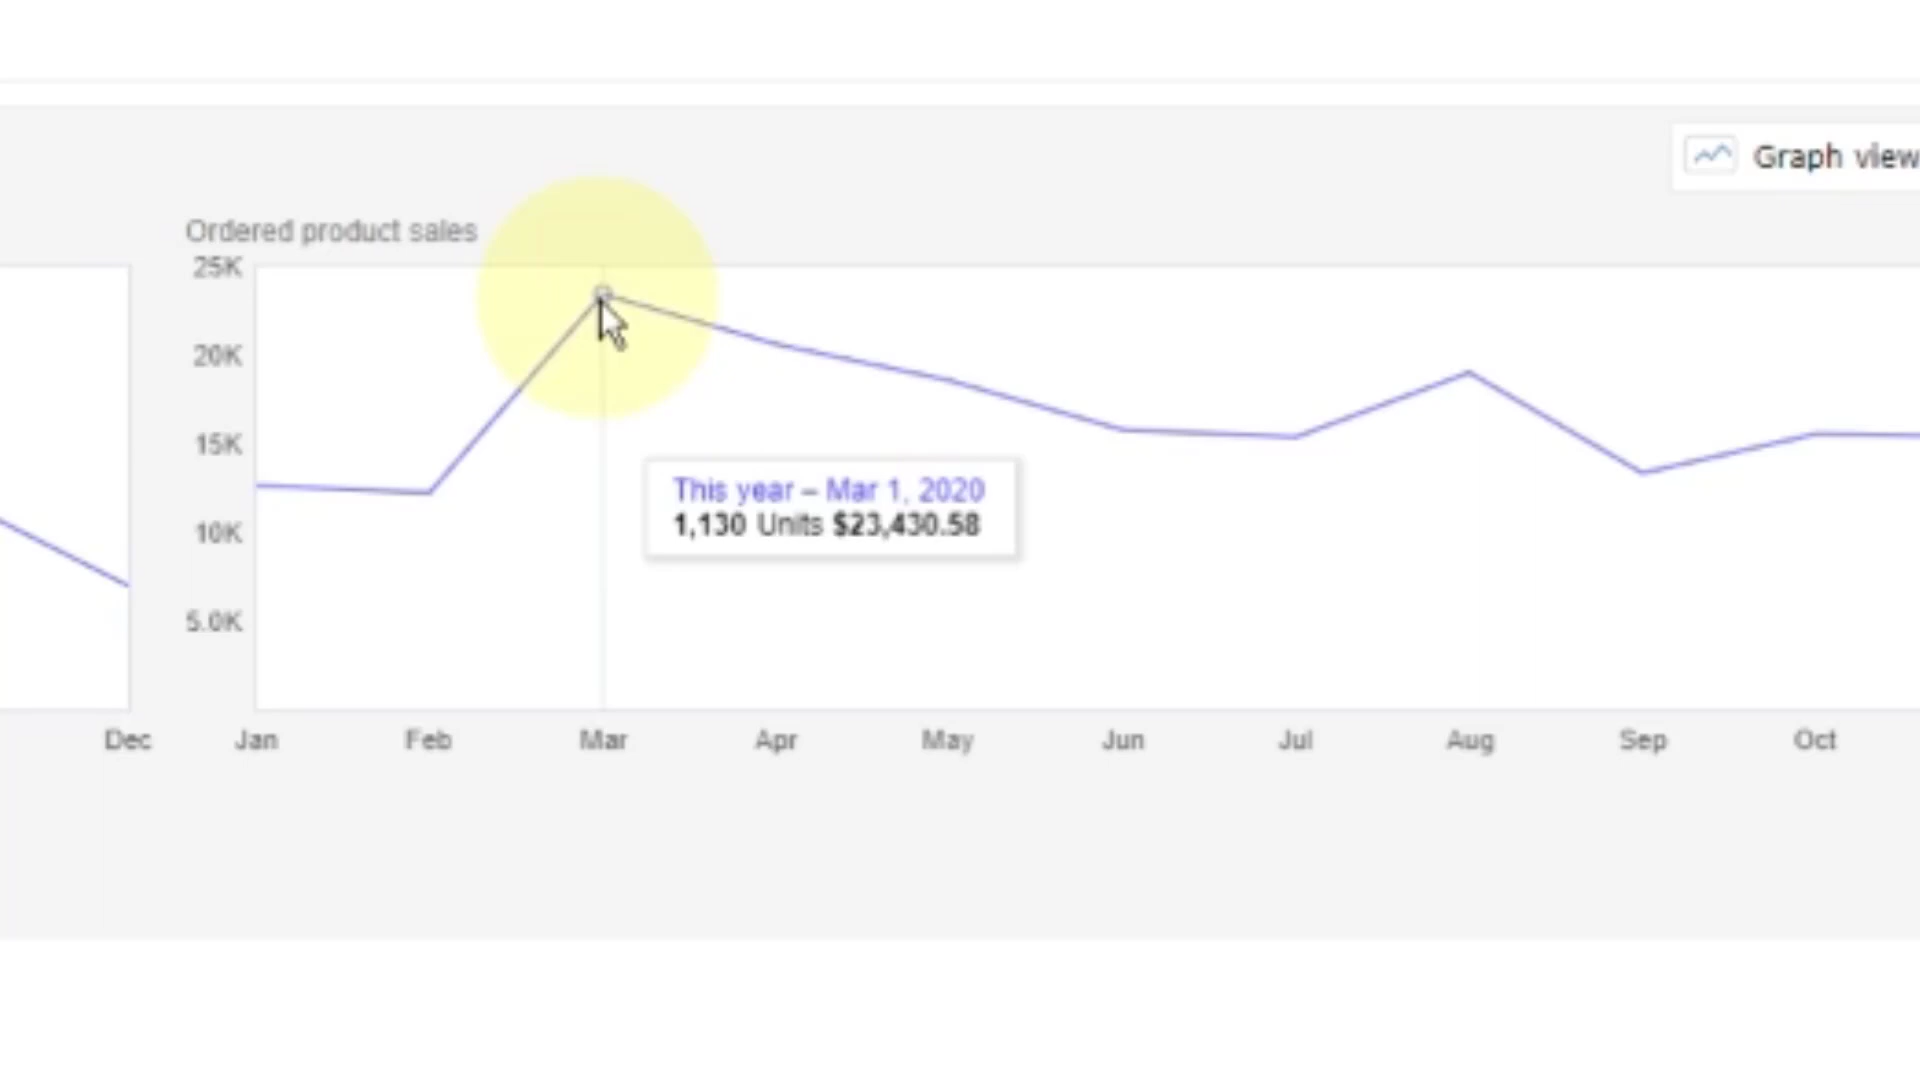 Graph view
Ordered product sales
25K
20K
15K
10K
5.0K
This year – Mar 1, 2020
1,130 Units $23,430.58
Dec Jan Feb Mar Apr May Jun Jul Aug Sep Oct